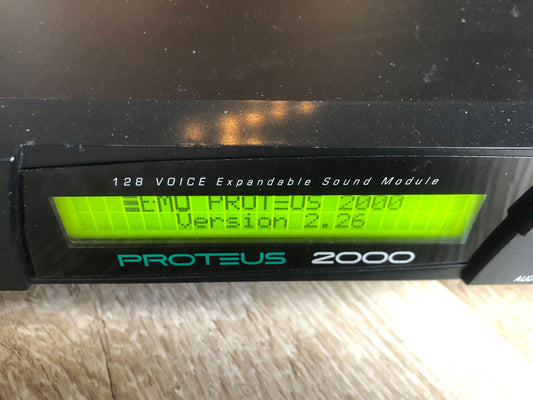 128 VOICE Expandable Sound Module
EMU PROTEUS 2000
Version 2.26
PROTEUS 2000